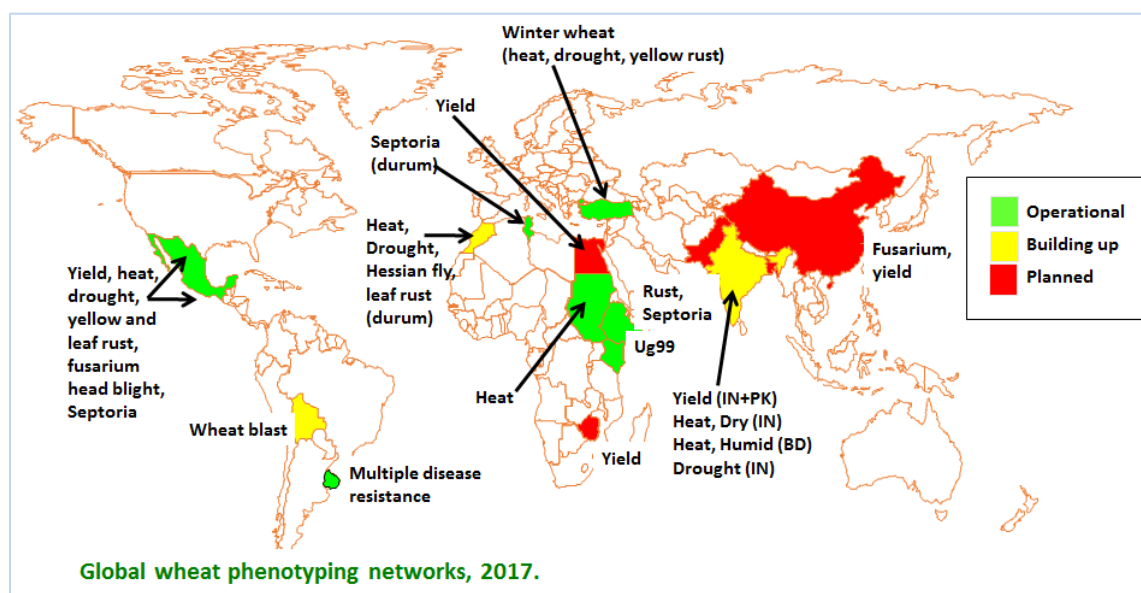 Winter wheat
(heat, drought, yellow rust)
Yield
Septoria
(durum)
Heat,
Drought,
Hessian fly,
leaf rust
(durum)
Yield, heat,
drought,
yellow and
leaf rust,
fusarium
head blight,
Septoria
Wheat blast
Multiple disease
resistance
Heat
Rust,
Septoria
Ug99
Yield
Yield (IN+PK)
Heat, Dry (IN)
Heat, Humid (BD)
Drought (IN)
Fusarium,
yield
Operational
Building up
Planned
Global wheat phenotyping networks, 2017.